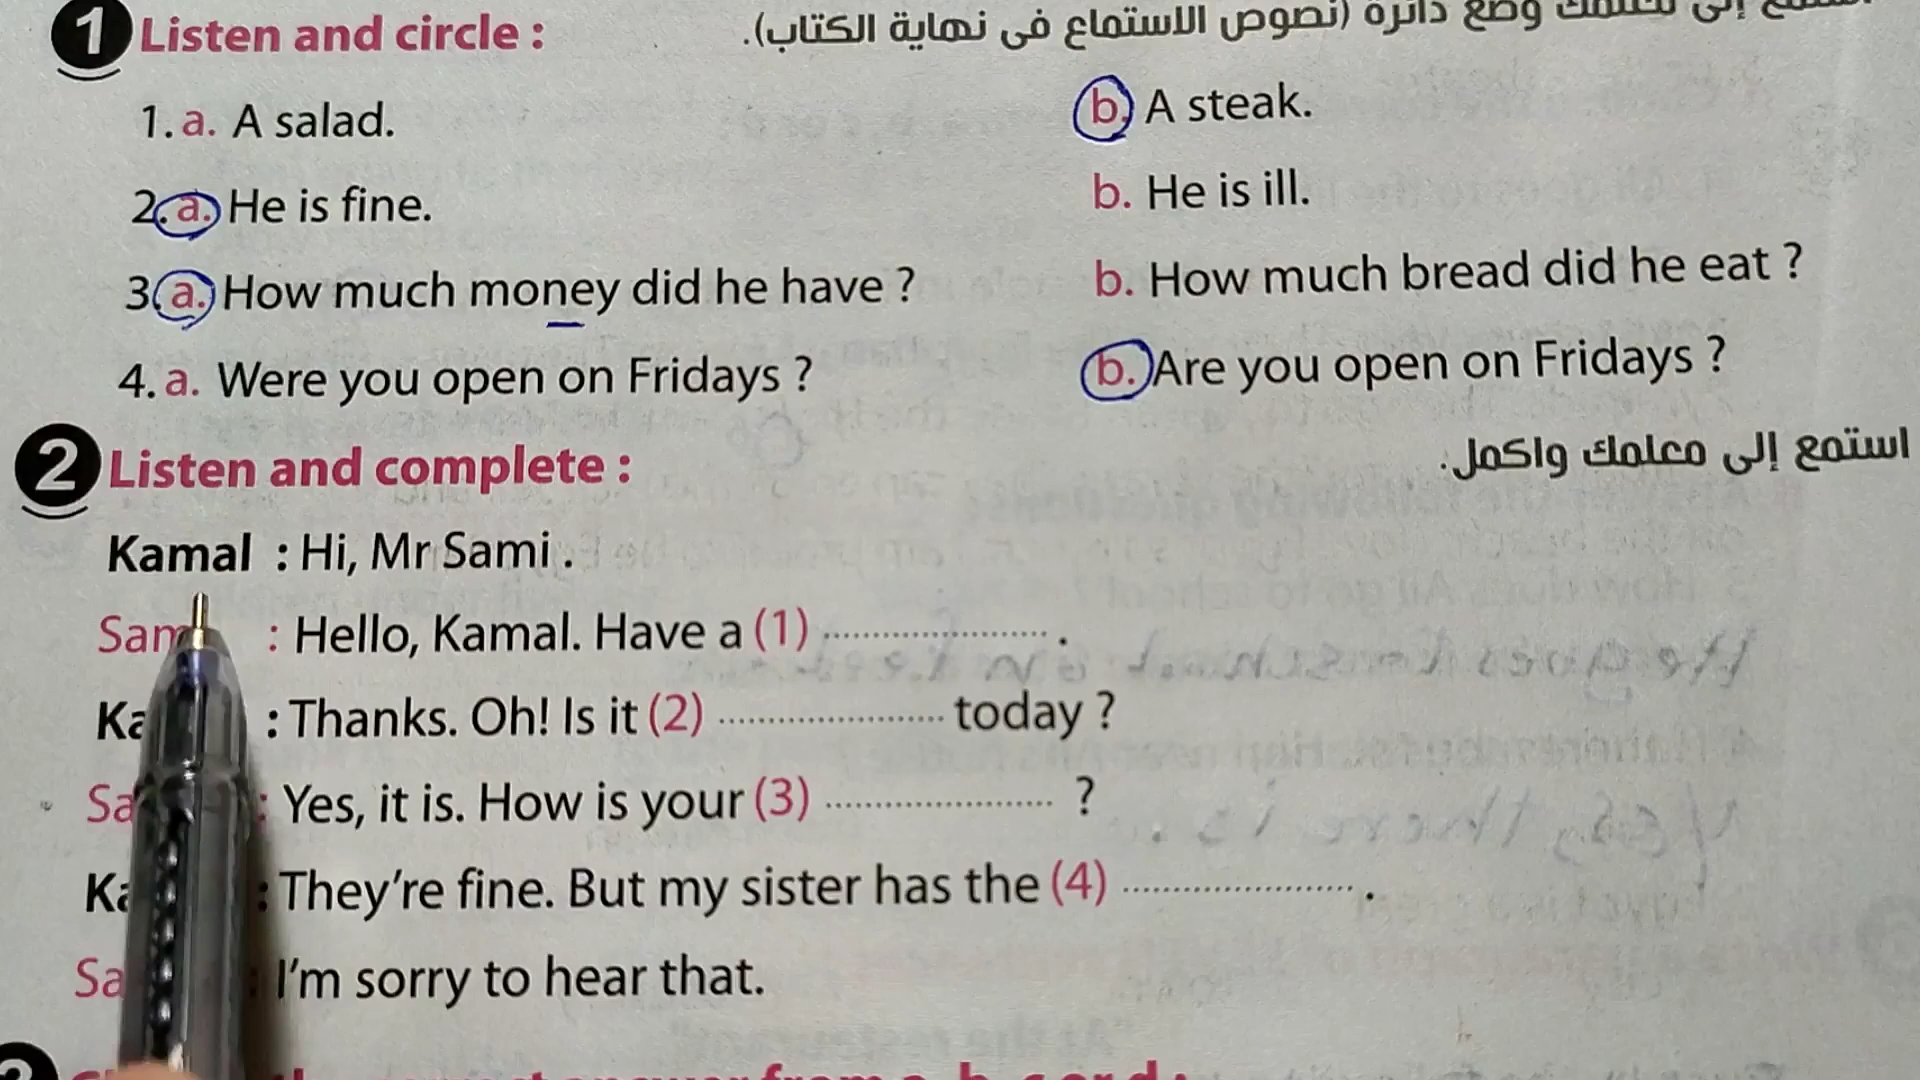 1 Listen and circle :
وضع دائرة (نصوص الاستماع فى نهاية الكتاب).
1. a. A salad. b. A steak.
2. a. He is fine. b. He is ill.
3. a. How much money did he have ? b. How much bread did he eat ?
4. a. Were you open on Fridays ? b. Are you open on Fridays ?
2 Listen and complete :
استمع إلى معلمك واكمل.
Kamal : Hi, Mr Sami .
: Hello, Kamal. Have a (1) .................... .
: Thanks. Oh! Is it (2) .................... today ?
: Yes, it is. How is your (3) .................... ?
: They're fine. But my sister has the (4) .................... .
: I'm sorry to hear that.